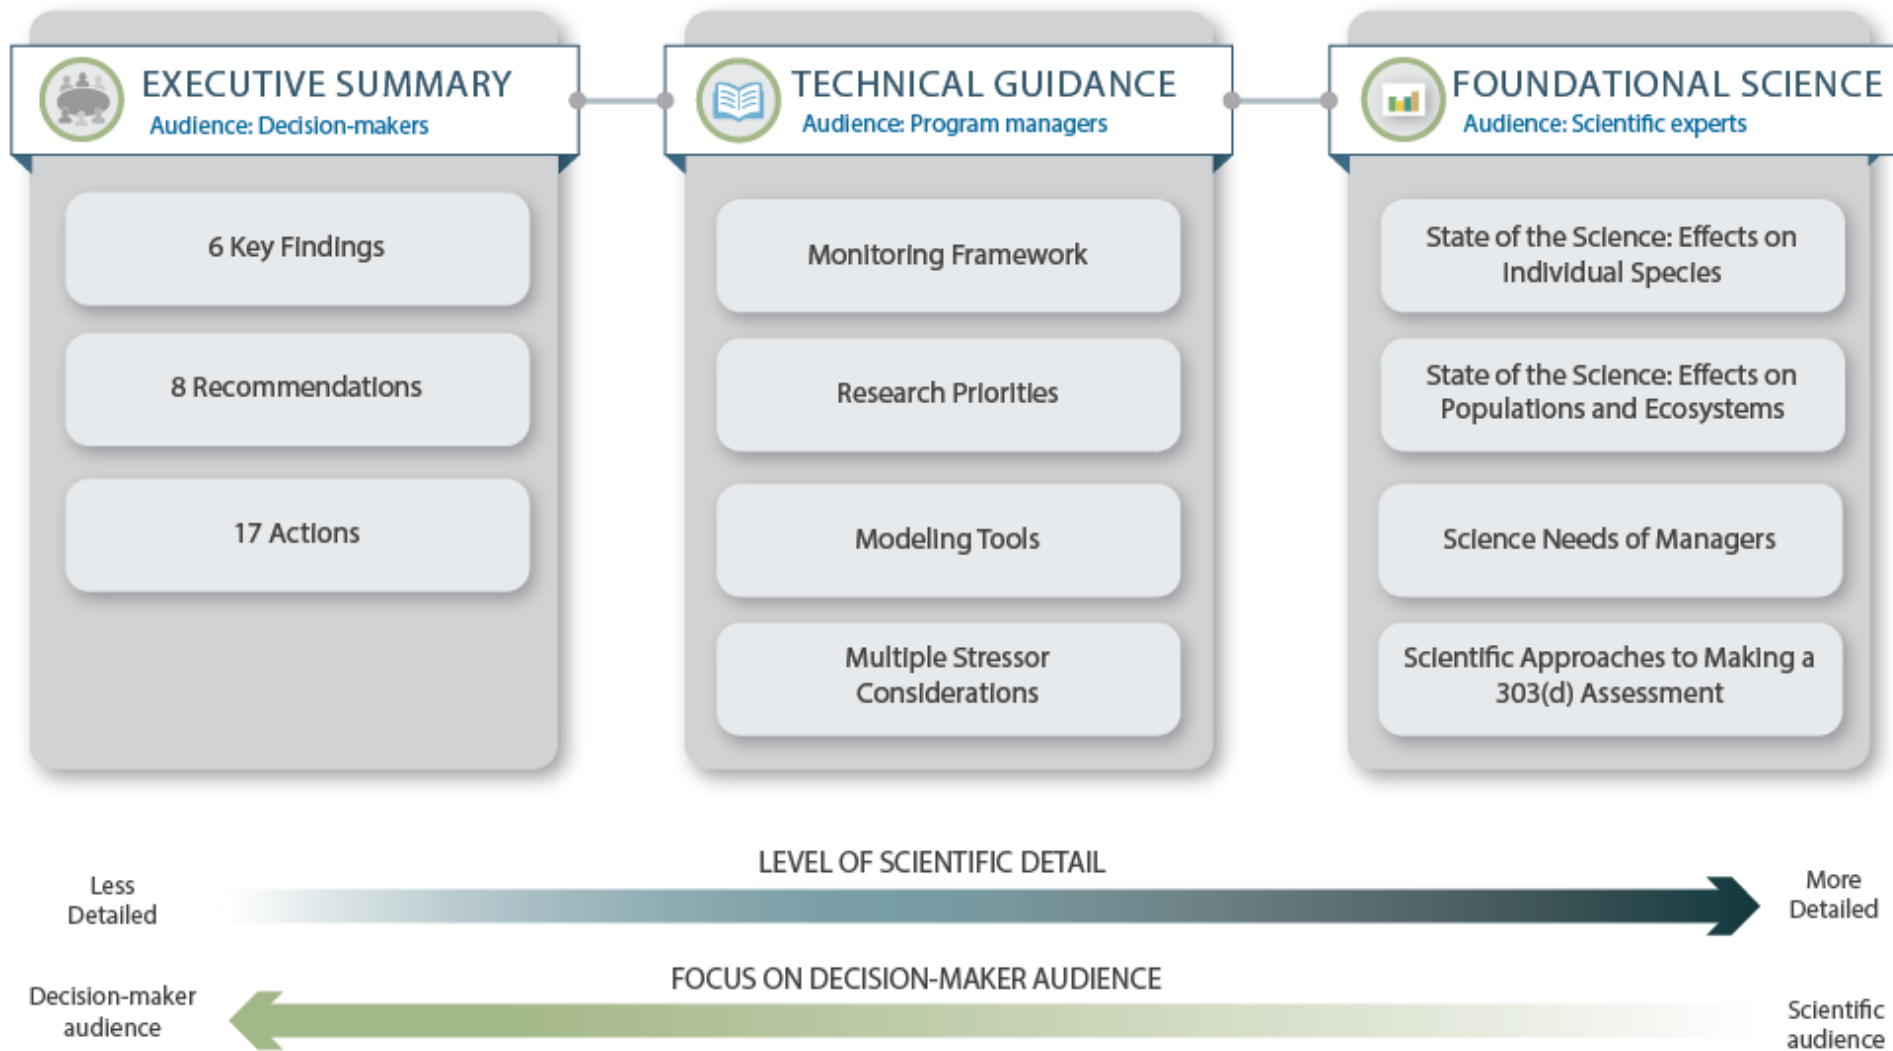 EXECUTIVE SUMMARY
Audience: Decision-makers
6 Key Findings
8 Recommendations
17 Actions
TECHNICAL GUIDANCE
Audience: Program managers
Monitoring Framework
Research Priorities
Modeling Tools
Multiple Stressor
Considerations
FOUNDATIONAL SCIENCE
Audience: Scientific experts
State of the Science: Effects on
Individual Species
State of the Science: Effects on
Populations and Ecosystems
Science Needs of Managers
Scientific Approaches to Making a
303(d) Assessment
LEVEL OF SCIENTIFIC DETAIL
Less
Detailed
More
Detailed
FOCUS ON DECISION-MAKER AUDIENCE
Decision-maker
audience
Scientific
audience